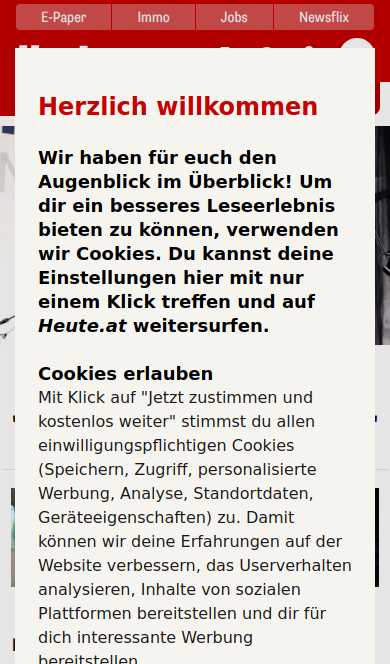 E-Paper
Immo
Jobs
Newsflix
Herzlich willkommen
Wir haben für euch den
Augenblick im Überblick! Um
dir ein besseres Leseerlebnis
bieten zu können, verwenden
wir Cookies. Du kannst deine
Einstellungen hier mit nur
einem Klick treffen und auf
Heute.at weitersurfen.
Cookies erlauben
Mit Klick auf "Jetzt zustimmen und
kostenlos weiter" stimmst du allen
einwilligungspflichtigen Cookies
(Speichern, Zugriff, personalisierte
Werbung, Analyse, Standortdaten,
Geräteeigenschaften) zu. Damit
können wir deine Erfahrungen auf der
Website verbessern, das Userverhalten
analysieren, Inhalte von sozialen
Plattformen bereitstellen und dir für
dich interessante Werbung
bereitstellen